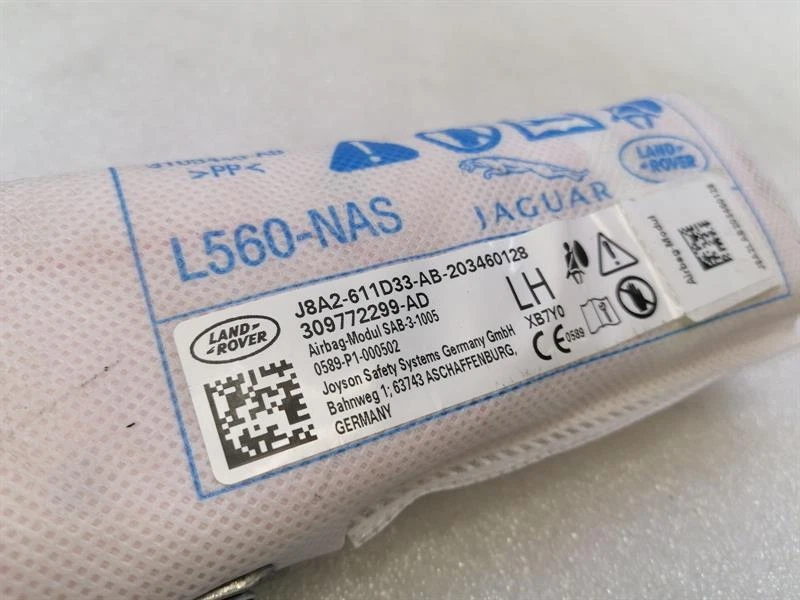 >PP<
L560-NAS
JAGUAR
LAND
ROVER
LAND
ROVER
J8A2-611D33-AB-203460128
309772299-AD
Airbag-Modul SAB-3-1005
0589-P1-000502
Joyson Safety Systems Germany GmbH
Bahnweg 1; 63743 ASCHAFFENBURG,
GERMANY
LH
XB7Y0
CE 0589
Airbag Modul